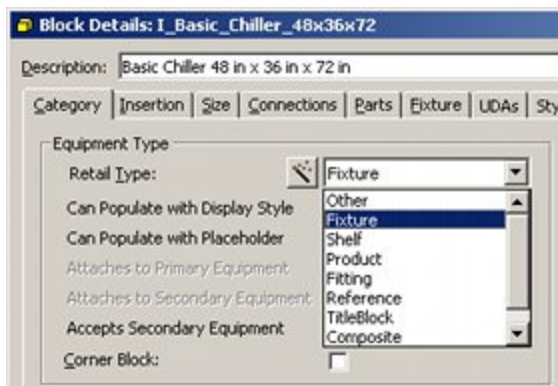 Block Details: I_Basic_Chiller_48x36x72
Description: Basic Chiller 48 in x 36 in x 72 in
Category Insertion Size Connections Parts Fixture UDAs Sty
Equipment Type
Retail Type: Fixture
Other
Can Populate with Display Style Fixture
Shelf
Can Populate with Placeholder Product
Attaches to Primary Equipment Fitting
Attaches to Secondary Equipment Reference
TitleBlock
Accepts Secondary Equipment Composite
Corner Block: